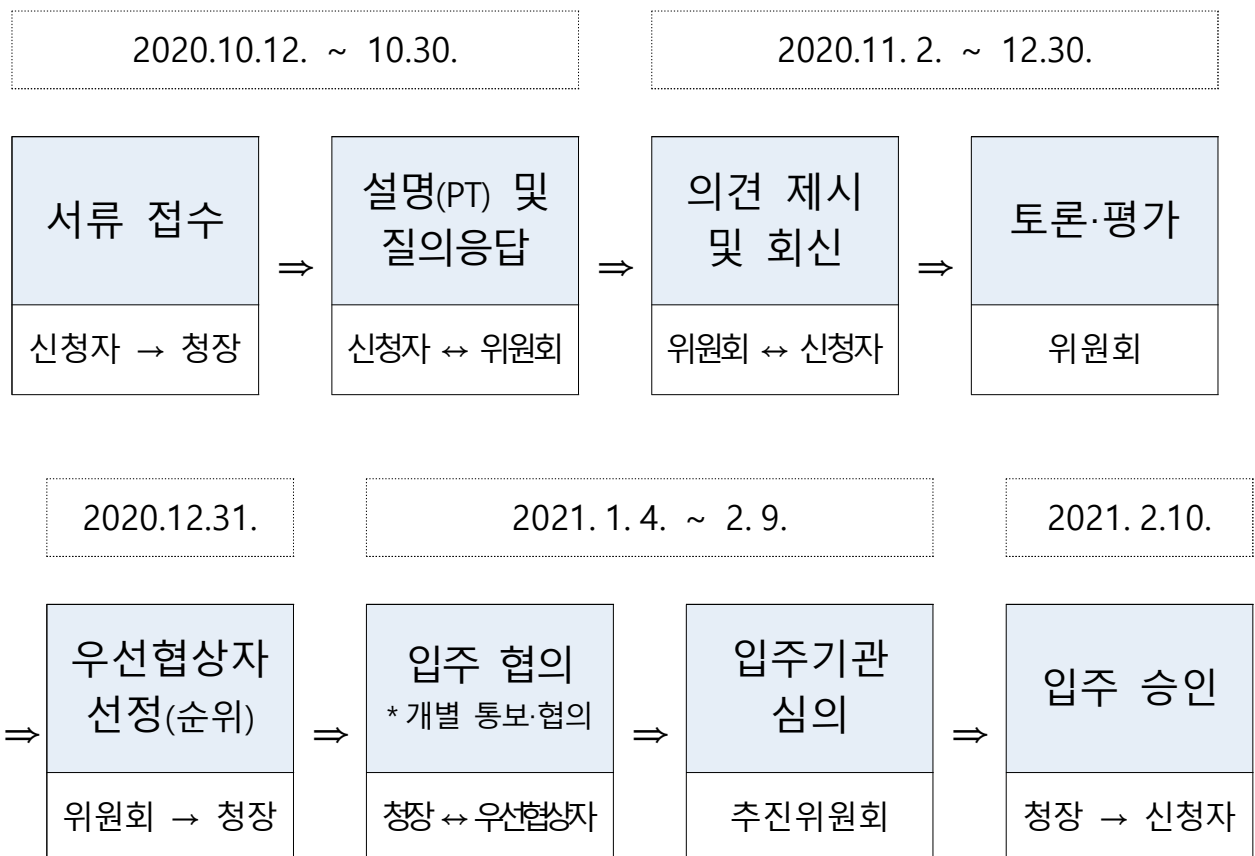 2020.10.12. ~ 10.30.
2020.11. 2. ~ 12.30.
서류 접수
⇒
설명(PT) 및
질의응답
⇒
의견 제시
및 회신
⇒
토론·평가
신청자 → 청장
신청자 ↔ 위원회
위원회 ↔ 신청자
위원회
2020.12.31.
2021. 1. 4. ~ 2. 9.
2021. 2.10.
⇒
우선협상자
선정(순위)
⇒
입주 협의
* 개별 통보·협의
⇒
입주기관
심의
⇒
입주 승인
위원회 → 청장
청장 ↔ 우선협상자
추진위원회
청장 → 신청자